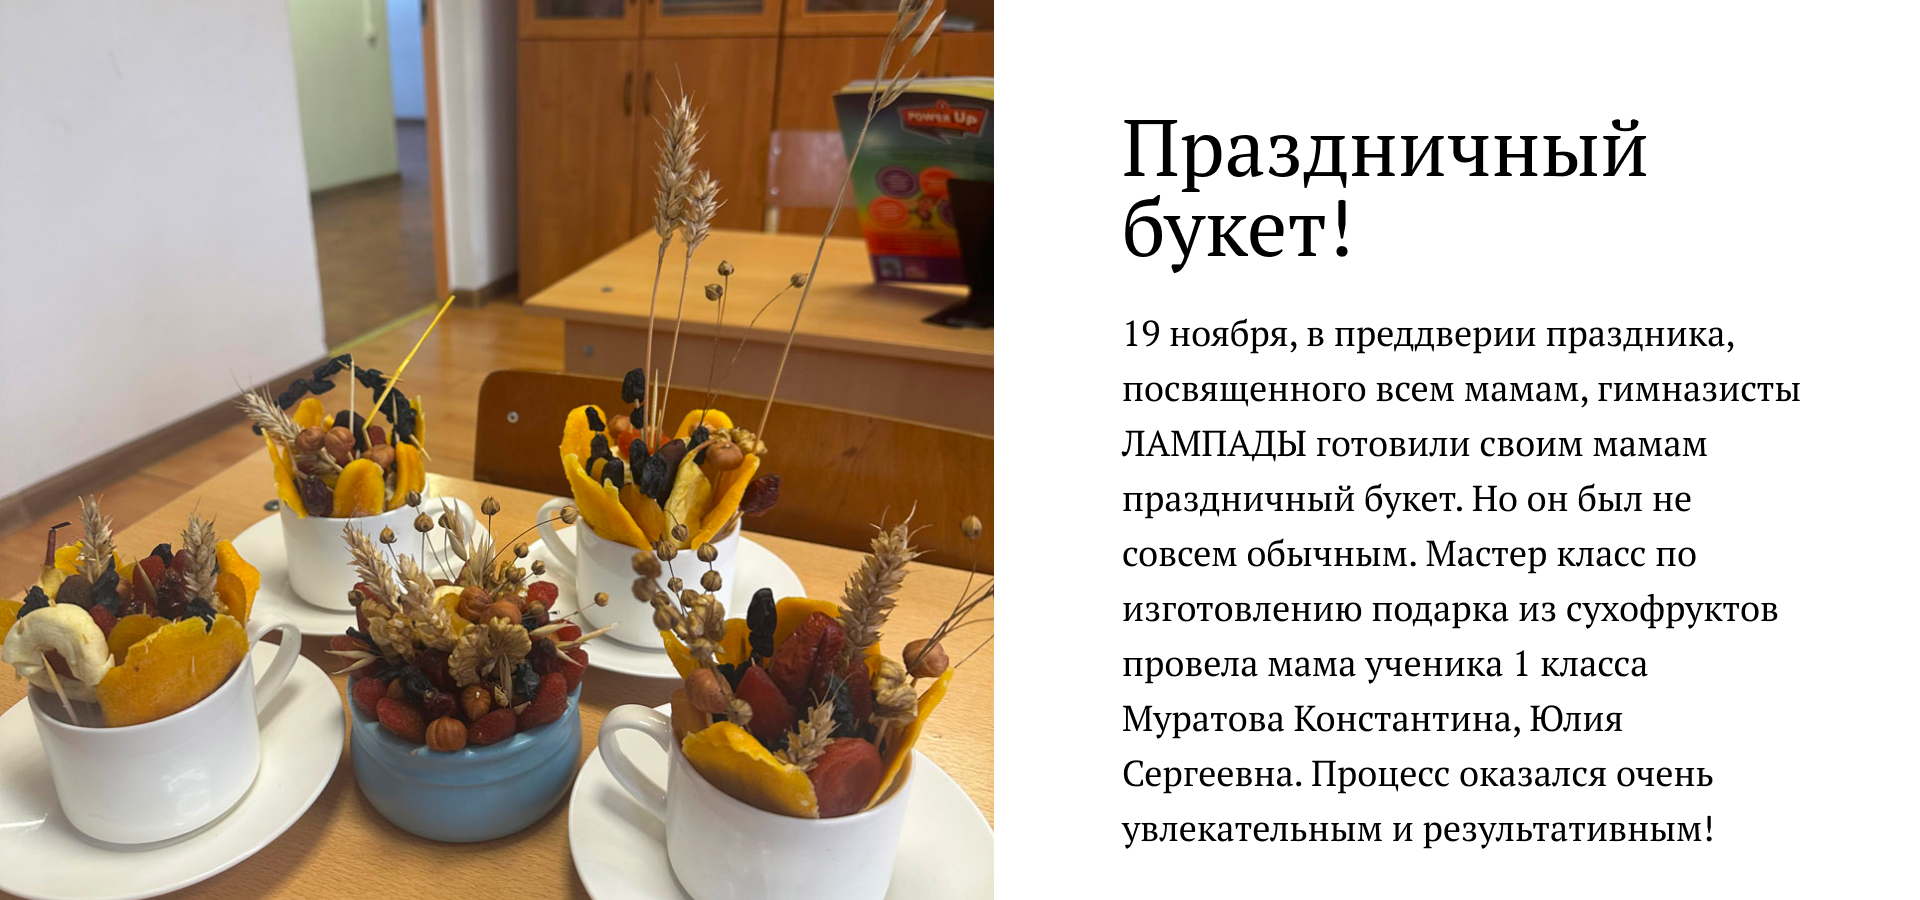 POWER Up
Праздничный
букет!
19 ноября, в преддверии праздника,
посвященного всем мамам, гимназисты
ЛАМПАДЫ готовили своим мамам
праздничный букет. Но он был не
совсем обычным. Мастер класс по
изготовлению подарка из сухофруктов
провела мама ученика 1 класса
Муратова Константина, Юлия
Сергеевна. Процесс оказался очень
увлекательным и результативным!